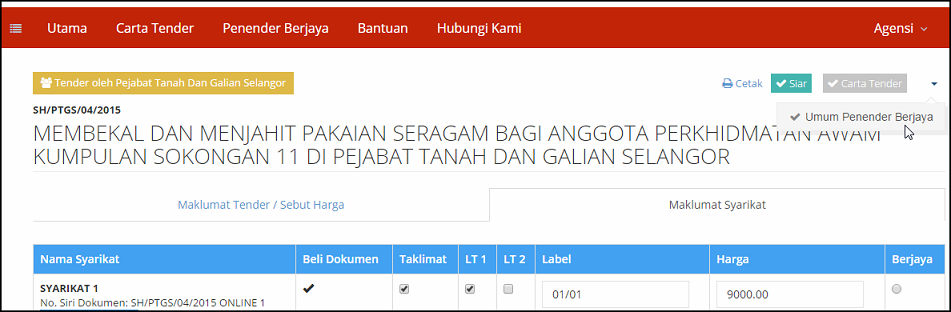 Utama Carta Tender Penender Berjaya Bantuan Hubungi Kami Agensi
Tender oleh Pejabat Tanah Dan Galian Selangor Cetak Siar Carta Tender
SH/PTGS/04/2015
Umum Penender Berjaya
MEMBEKAL DAN MENJAHIT PAKAIAN SERAGAM BAGI ANGGOTA PERKHIDMATAN AWAM
KUMPULAN SOKONGAN 11 DI PEJABAT TANAH DAN GALIAN SELANGOR
Maklumat Tender / Sebut Harga Maklumat Syarikat
Nama Syarikat Beli Dokumen Taklimat LT 1 LT 2 Label Harga Berjaya
SYARIKAT 1
01/01 9000.00
No. Siri Dokumen: SH/PTGS/04/2015 ONLINE 1